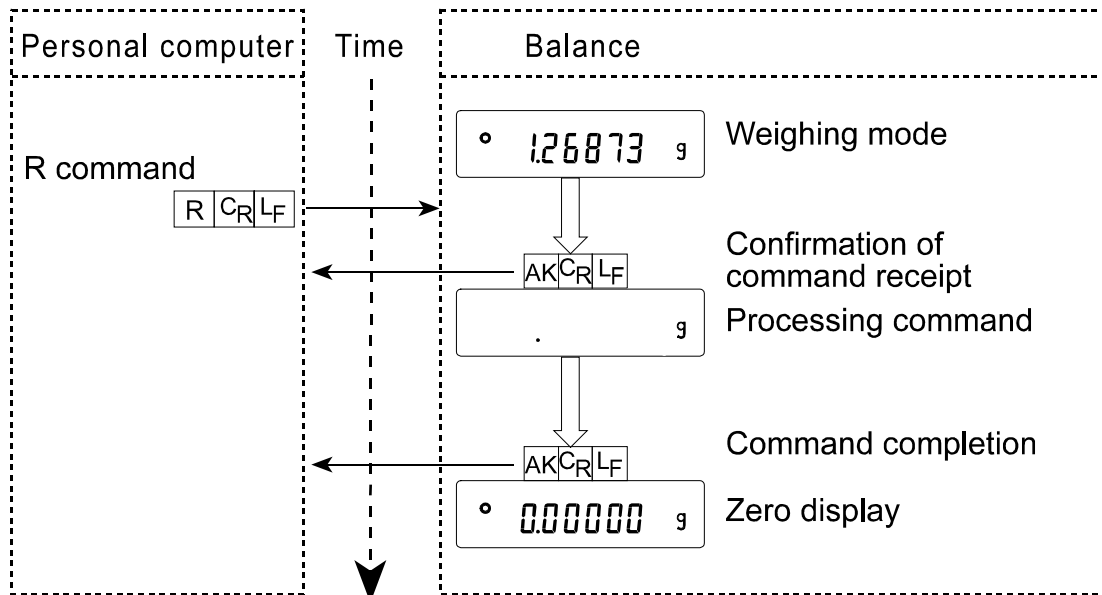 Personal computer Time Balance
1.26873 g Weighing mode
R command
R CR LF
Confirmation of
command receipt
AK CR LF
. g Processing command
Command completion
AK CR LF
0.00000 g Zero display